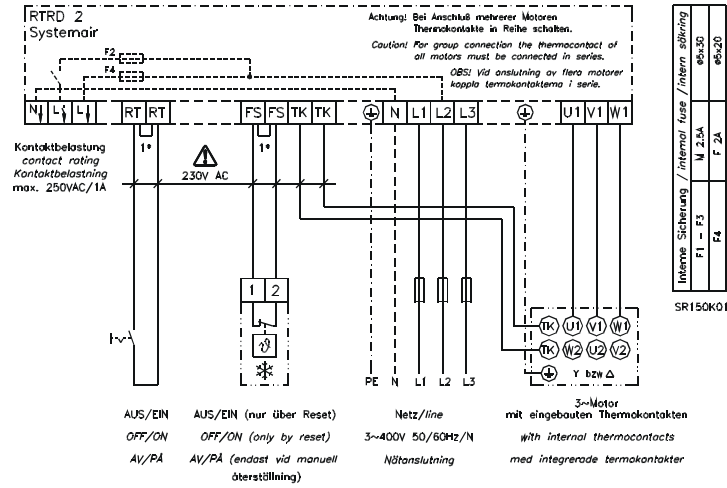 RTRD 2
Systemair
Achtung! Bei Anschluß mehrerer Motoren
Thermokontakte in Reihe schalten.
Caution! For group connection the thermocontact of
all motors must be connected in series.
OBS! Vid anslutning av flera motorer
koppla termokontakterna i serie.
F2
F4
N L L RT RT FS FS TK TK N L1 L2 L3 U1 V1 W1
1* 1*
Kontaktbelastung
contact rating
Kontaktbelastning
max. 250VAC/1A
230V AC
1 2
ϑ
TK U1 V1 W1
TK W2 U2 V2
Y bzw Δ
PE N L1 L2 L3
3~Motor
mit eingebauten Thermokontakten
with internal thermocontacts
med integrerade termokontakter
AUS/EIN
OFF/ON
AV/PÅ
AUS/EIN (nur über Reset)
OFF/ON (only by reset)
AV/PÅ (endast vid manuell
återställning)
Netz/line
3~400V 50/60Hz/N
Nätanslutning
Interne Sicherung / internal fuse / intern säkring
F1 - F3 M 2.5A ø5x30
F4 F 2A ø5x20
SR150K01